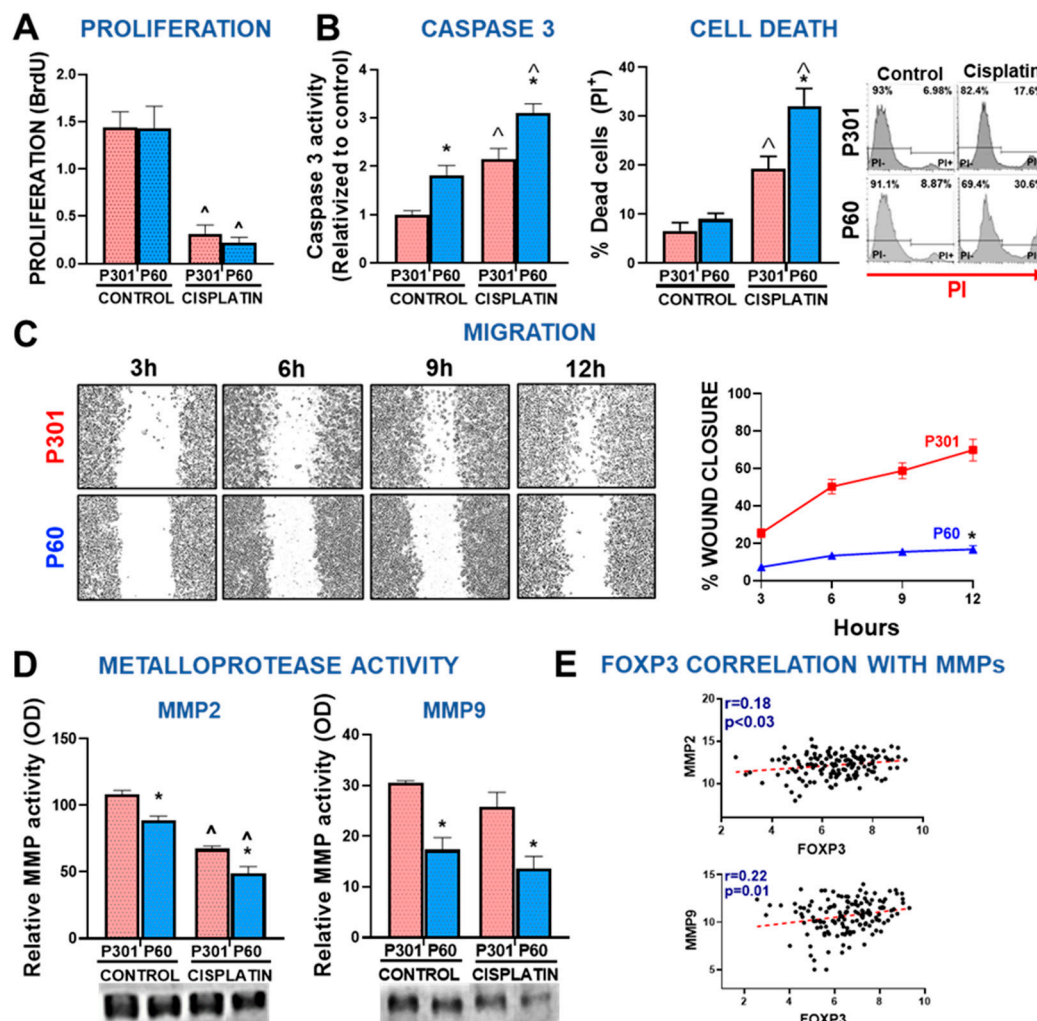 A PROLIFERATION
PROLIFERATION (BrdU)
2.0
1.5
1.0
0.5
0.0
^ ^
P301 P60 P301 P60
CONTROL CISPLATIN
B CASPASE 3
Caspase 3 activity
(Relativized to control)
4
3
2
1
0
* ^ ^
*
P301 P60 P301 P60
CONTROL CISPLATIN
CELL DEATH
% Dead cells (PI+)
40
30
20
10
0
^ ^
*
P301 P60 P301 P60
CONTROL CISPLATIN
Control Cisplatin
P301
93% 6.98% 82.4% 17.6%
PI- PI+ PI-
P60
91.1% 8.87% 69.4% 30.6%
PI- PI+ PI-
PI
C MIGRATION
3h 6h 9h 12h
P301
P60
% WOUND CLOSURE
100
80
60
40
20
0
P301
P60 *
3 6 9 12
Hours
D METALLOPROTEASE ACTIVITY
MMP2
Relative MMP activity (OD)
150
100
50
0
* ^ ^
*
P301 P60 P301 P60
CONTROL CISPLATIN
MMP9
Relative MMP activity (OD)
40
30
20
10
0
* *
P301 P60 P301 P60
CONTROL CISPLATIN
E FOXP3 CORRELATION WITH MMPs
r=0.18
p<0.03
MMP2
20
15
10
2 4 6 8 10
FOXP3
r=0.22
p=0.01
MMP9
15
10
5
2 4 6 8 10
FOXP3